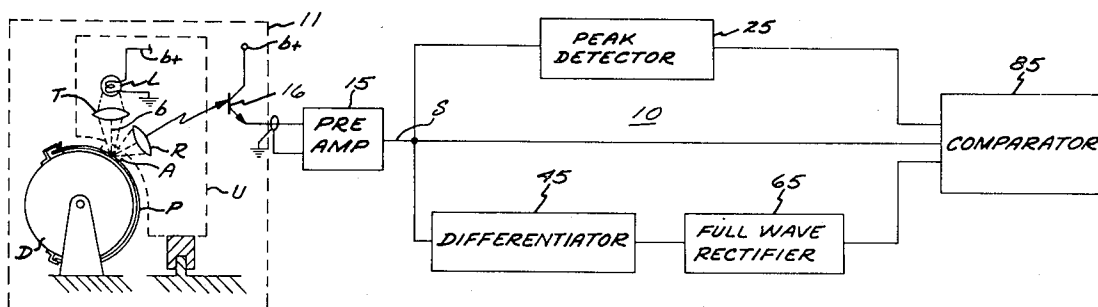 11
b+
b+
L
T
b
16
R
A
U
P
D
15
PRE
AMP
S
10
25
PEAK
DETECTOR
85
COMPARATOR
45
DIFFERENTIATOR
65
FULL WAVE
RECTIFIER